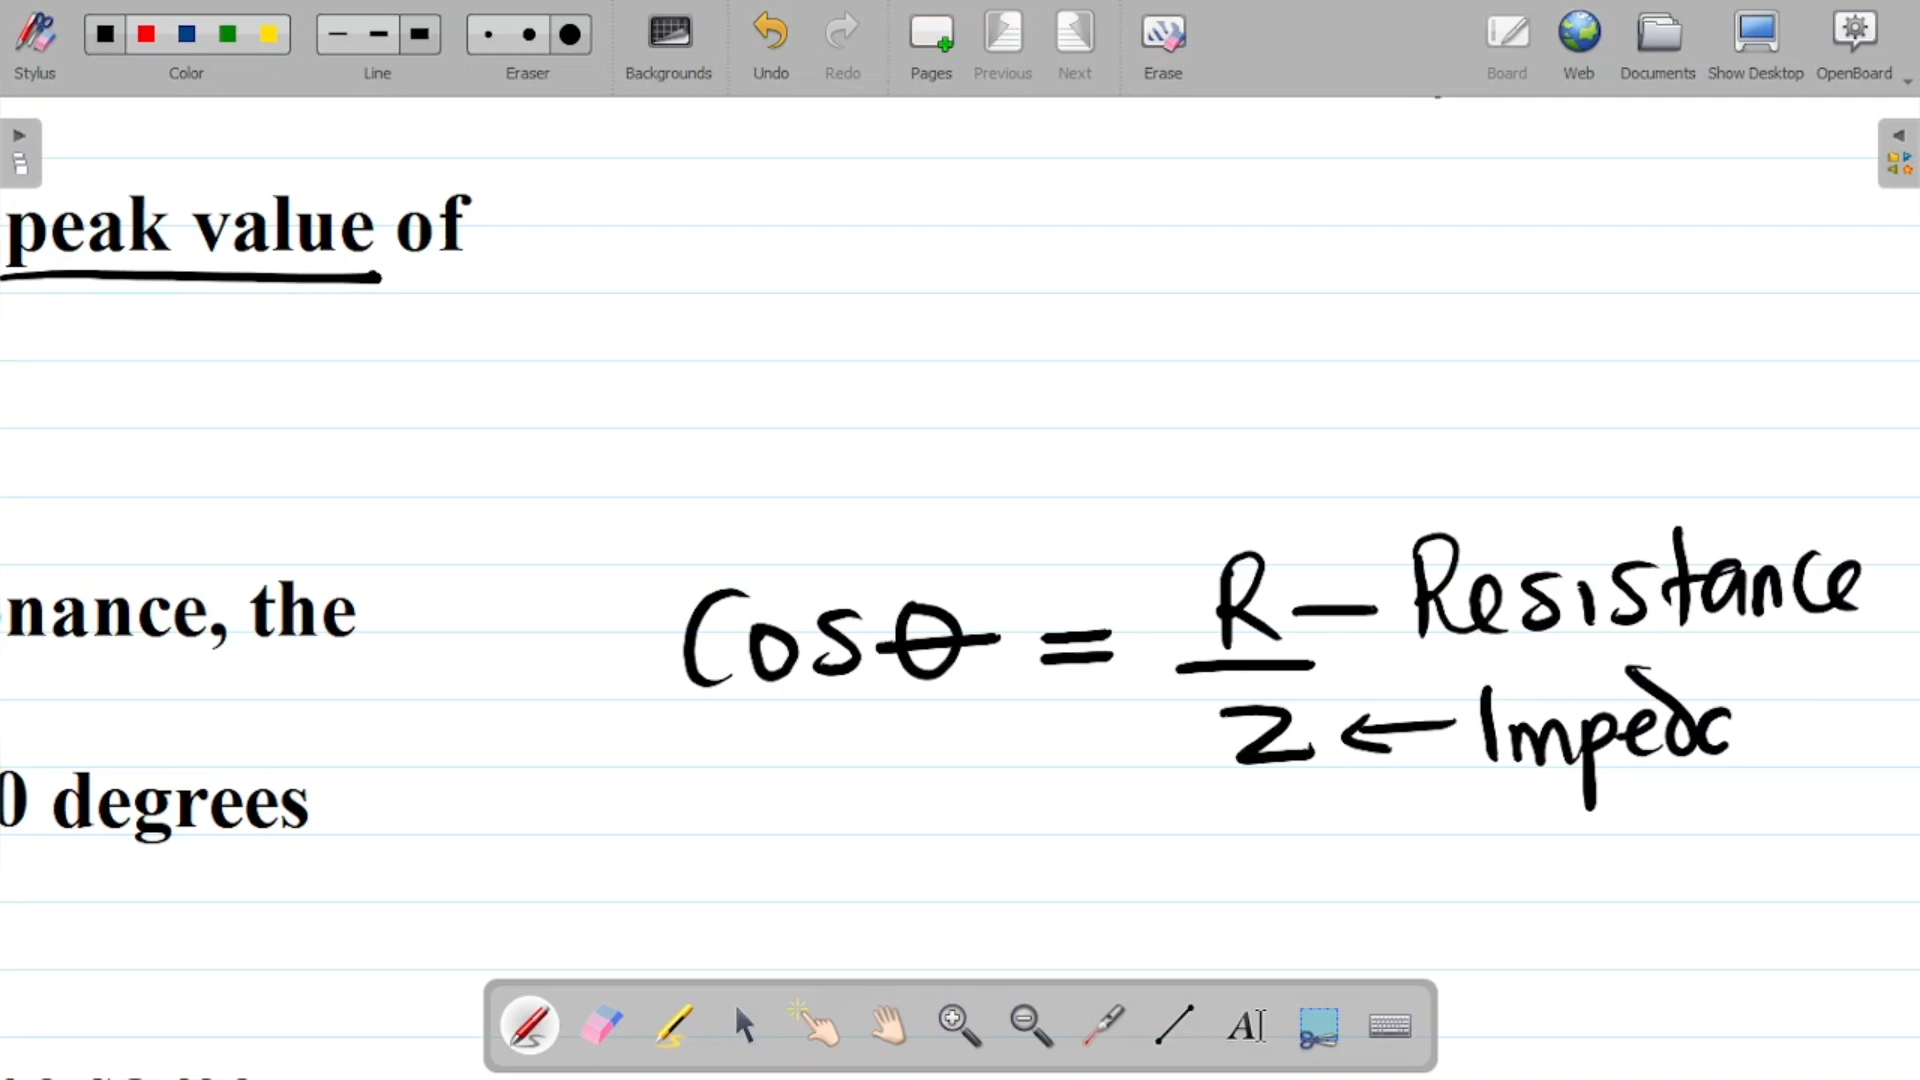 Stylus Color Line Eraser Backgrounds Undo Redo Pages Previous Next Erase Board Web Documents Show Desktop OpenBoard
peak value of
nance, the
Cosθ = R — Resistance
Z ← Impedc
0 degrees